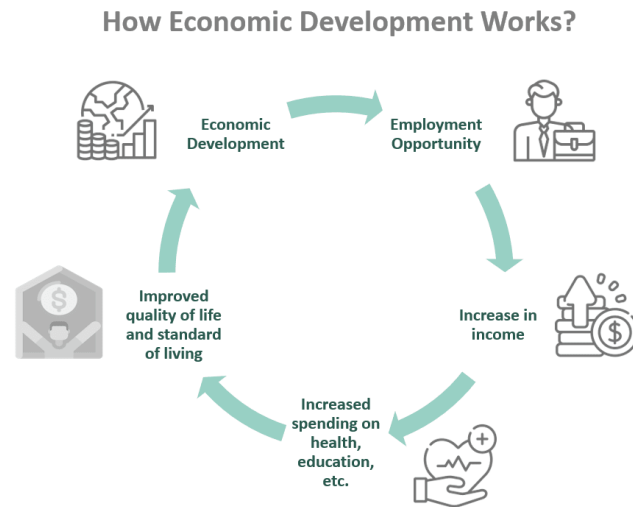 How Economic Development Works?
Economic
Development
Employment
Opportunity
Increase in
income
Increased
spending on
health,
education,
etc.
Improved
quality of life
and standard
of living